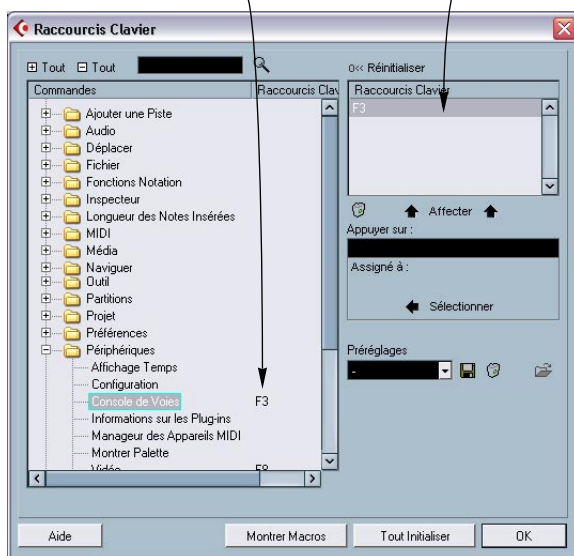 Raccourcis Clavier
Tout Tout
0<< Réinitialiser
Commandes Raccourcis Clav
Ajouter une Piste
Audio
Déplacer
Fichier
Fonctions Notation
Inspecteur
Longueur des Notes Insérées
MIDI
Média
Naviguer
Outil
Partitions
Projet
Préférences
Périphériques
Affichage Temps
Configuration
Console de Voies F3
Informations sur les Plug-ins
Manageur des Appareils MIDI
Montrer Palette
Vidéo F8
Raccourcis Clavier
F3
Affecter
Appuyer sur :
Assigné à :
Sélectionner
Préréglages
-
Aide
Montrer Macros
Tout Initialiser
OK